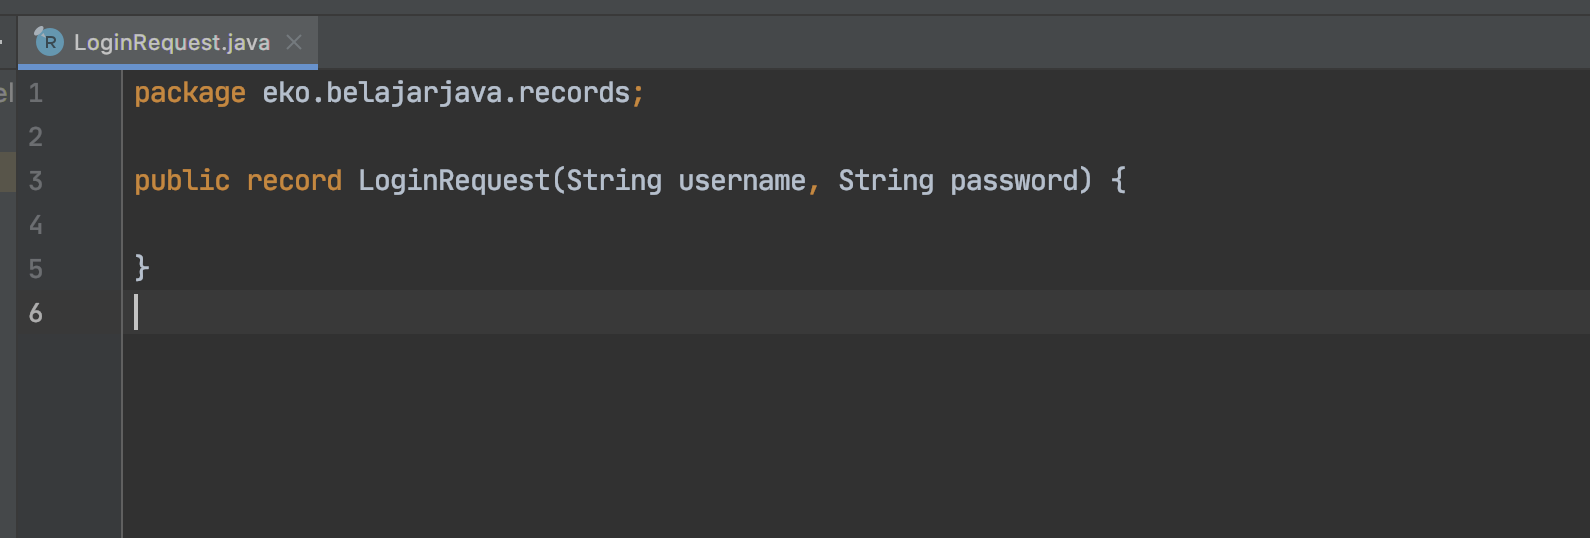 R LoginRequest.java
el
1 package eko.belajarjava.records;
2
3 public record LoginRequest(String username, String password) {
4
5 }
6